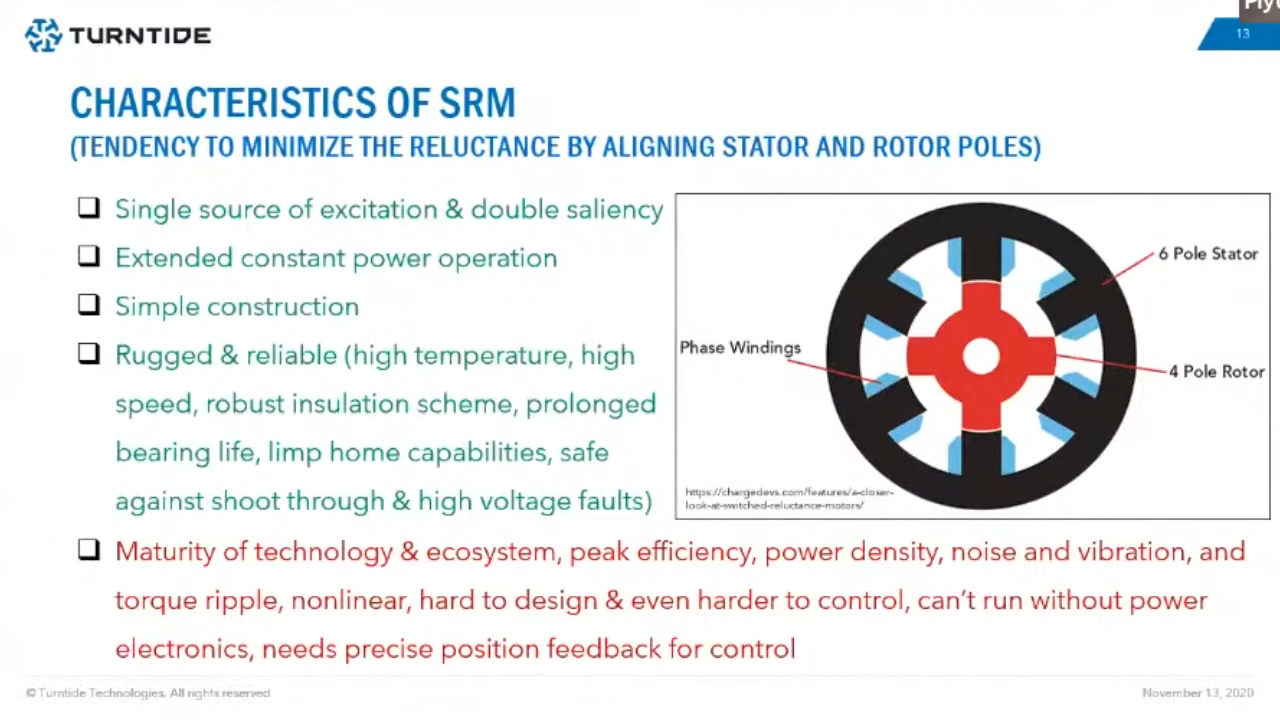 Piyu
TURNTIDE
13
CHARACTERISTICS OF SRM
(TENDENCY TO MINIMIZE THE RELUCTANCE BY ALIGNING STATOR AND ROTOR POLES)
Single source of excitation & double saliency
Extended constant power operation
Simple construction
Rugged & reliable (high temperature, high
speed, robust insulation scheme, prolonged
bearing life, limp home capabilities, safe
against shoot through & high voltage faults)
6 Pole Stator
Phase Windings
4 Pole Rotor
https://chargedevs.com/features/a-closer-
look-at-switched-reluctance-motors/
Maturity of technology & ecosystem, peak efficiency, power density, noise and vibration, and
torque ripple, nonlinear, hard to design & even harder to control, can't run without power
electronics, needs precise position feedback for control
© Turntide Technologies. All rights reserved
November 13, 2020